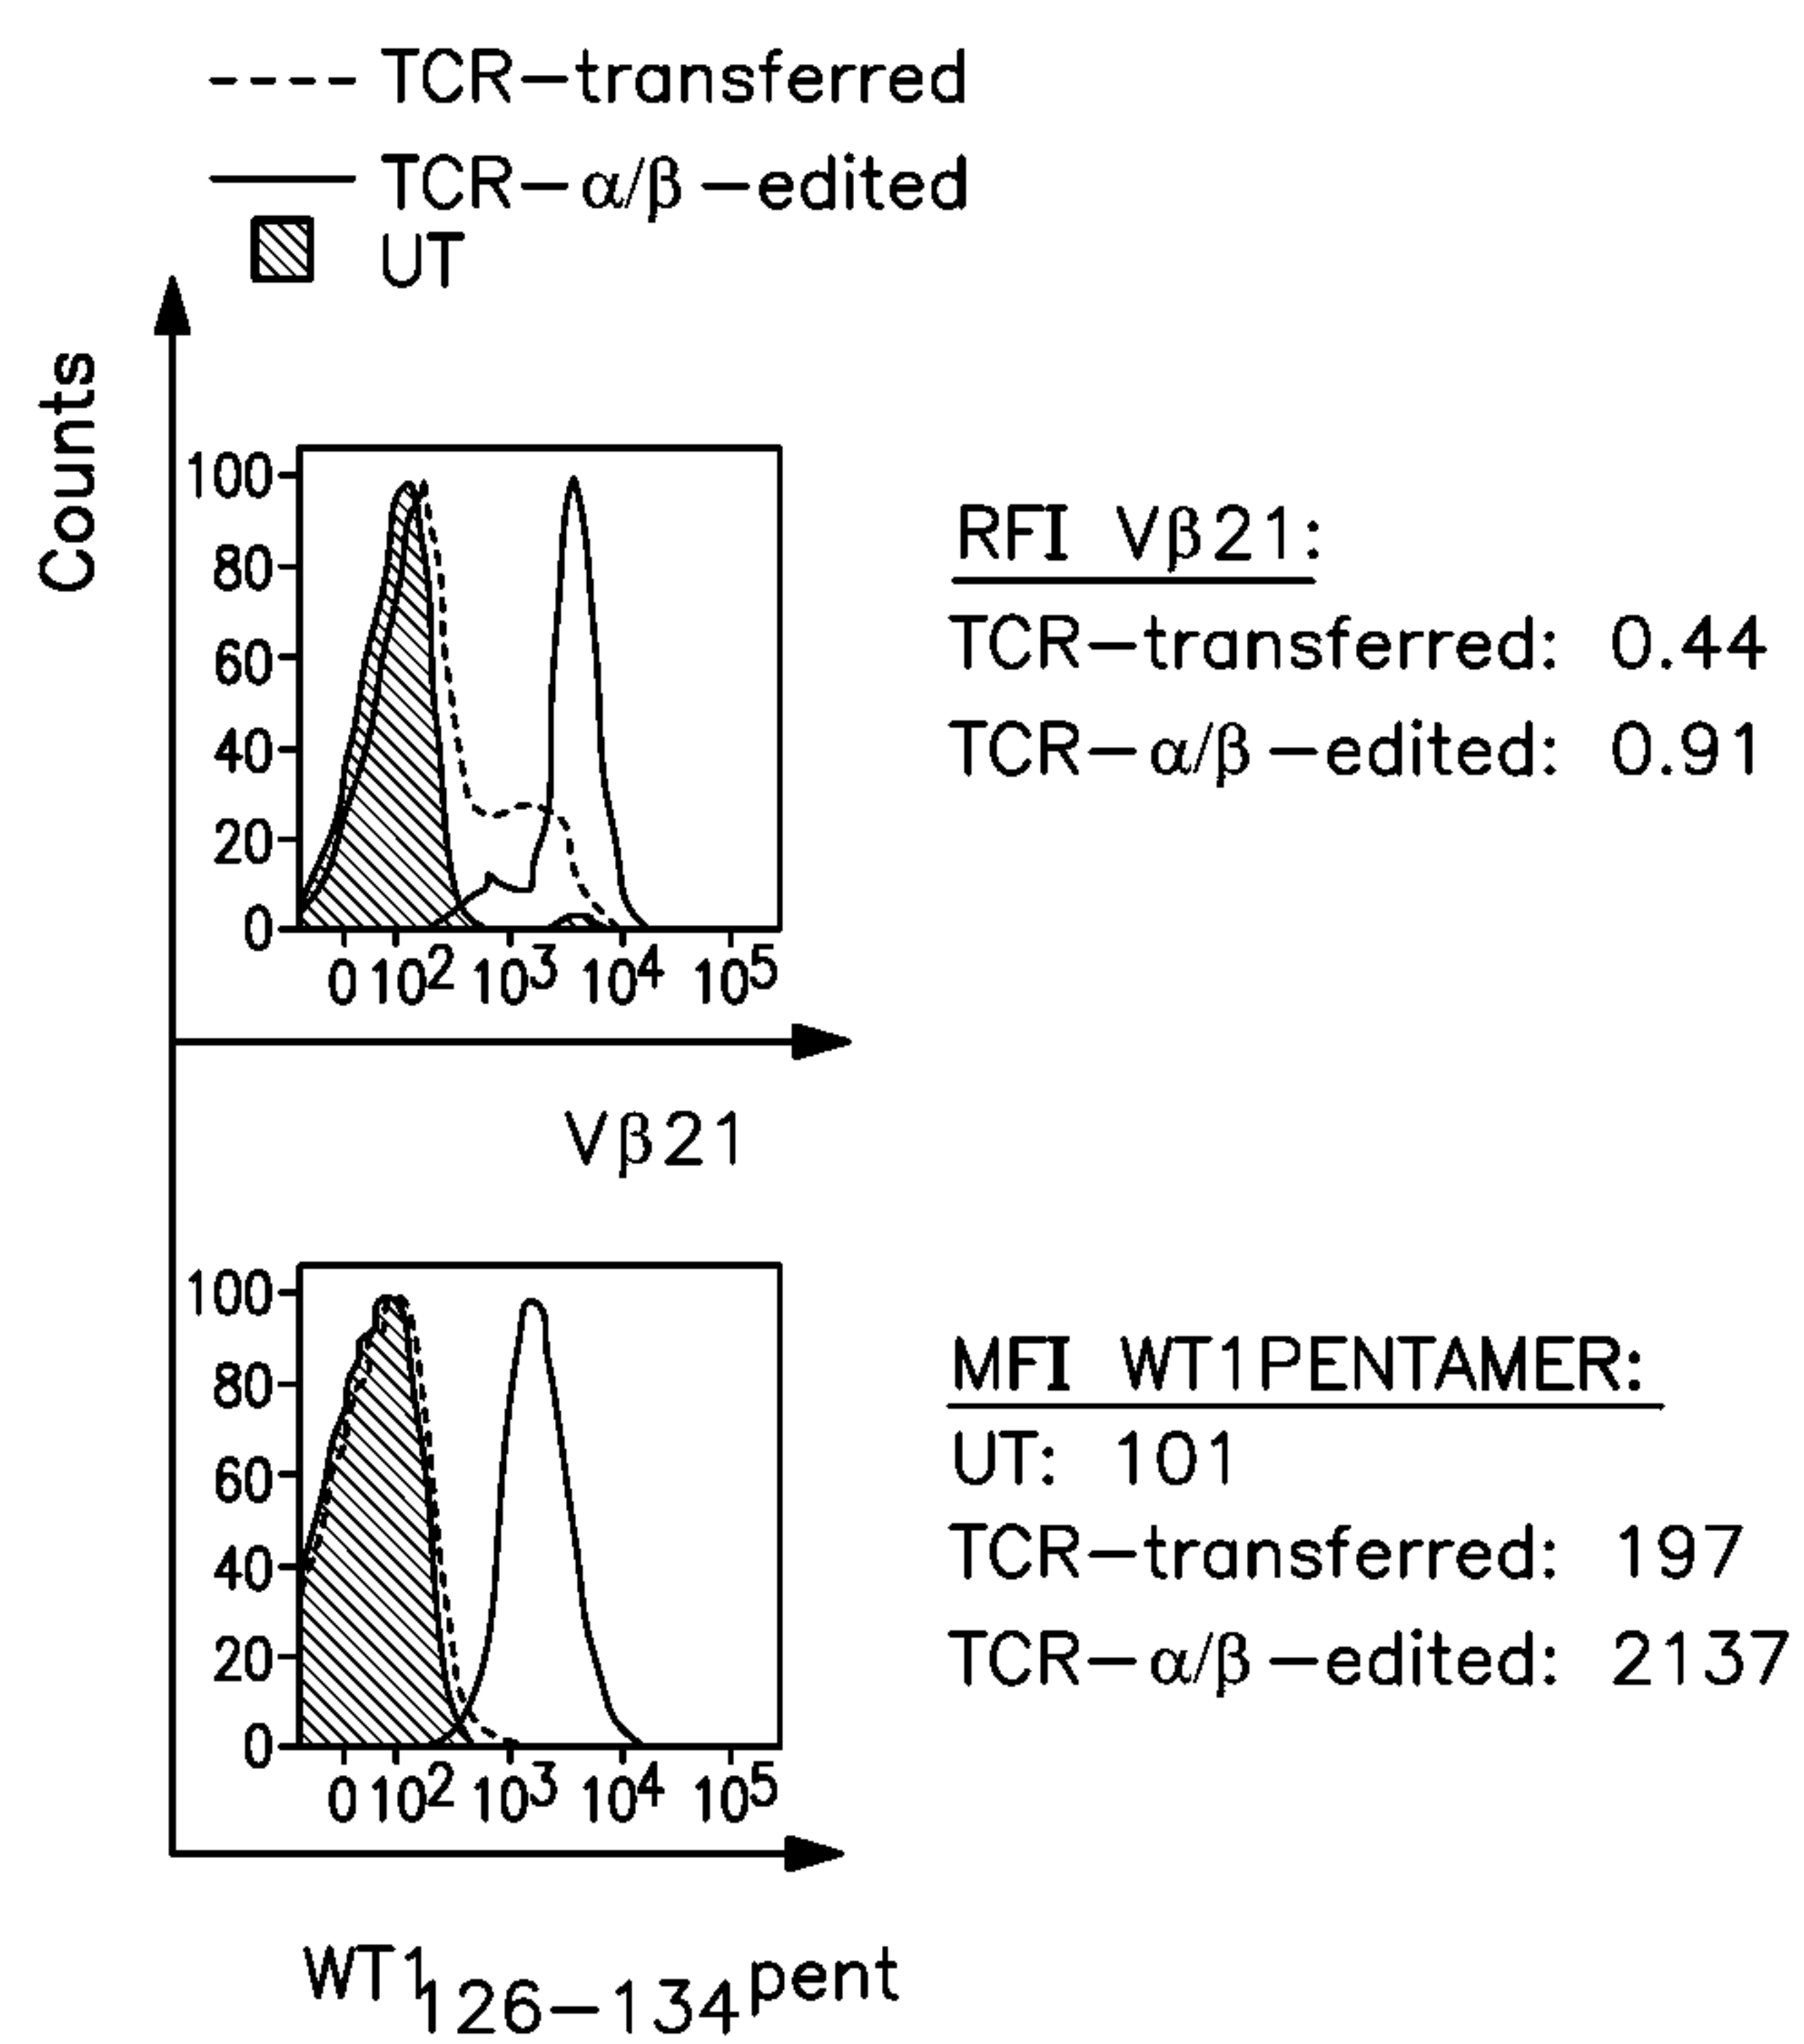 TCR-transferred
TCR-α/β-edited
UT
Counts
100
80
60
40
20
0
0 10² 10³ 10⁴ 10⁵
Vβ21
RFI Vβ21:
TCR-transferred: 0.44
TCR-α/β-edited: 0.91
100
80
60
40
20
0
0 10² 10³ 10⁴ 10⁵
WT1₁₂₆₋₁₃₄pent
MFI WT1PENTAMER:
UT: 101
TCR-transferred: 197
TCR-α/β-edited: 2137